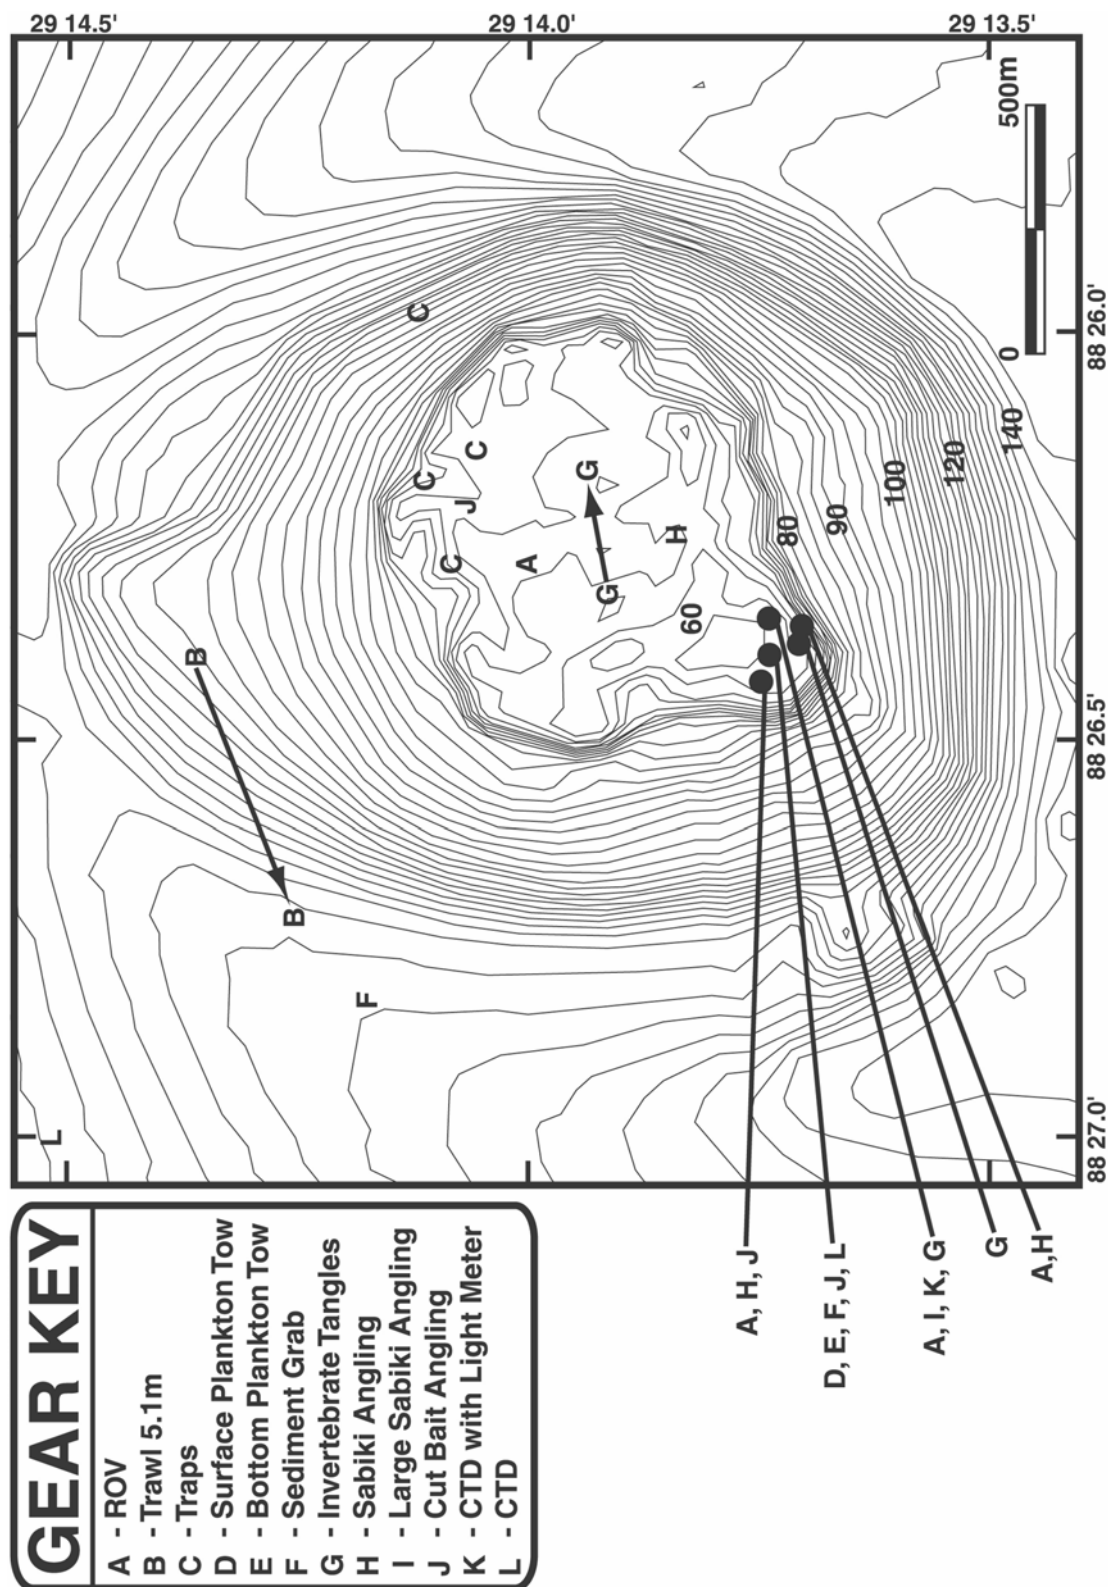 GEAR KEY
A - ROV
B - Trawl 5.1m
C - Traps
D - Surface Plankton Tow
E - Bottom Plankton Tow
F - Sediment Grab
G - Invertebrate Tangles
H - Sabiki Angling
I - Large Sabiki Angling
J - Cut Bait Angling
K - CTD with Light Meter
L - CTD
29 14.5'
29 14.0'
29 13.5'
88 27.0'
88 26.5'
88 26.0'
0
500m
L
B
B
F
C
C
C
C
J
A
G
G
H
60
80
90
100
120
140
A, H, J
D, E, F, J, L
A, I, K, G
G
A,H